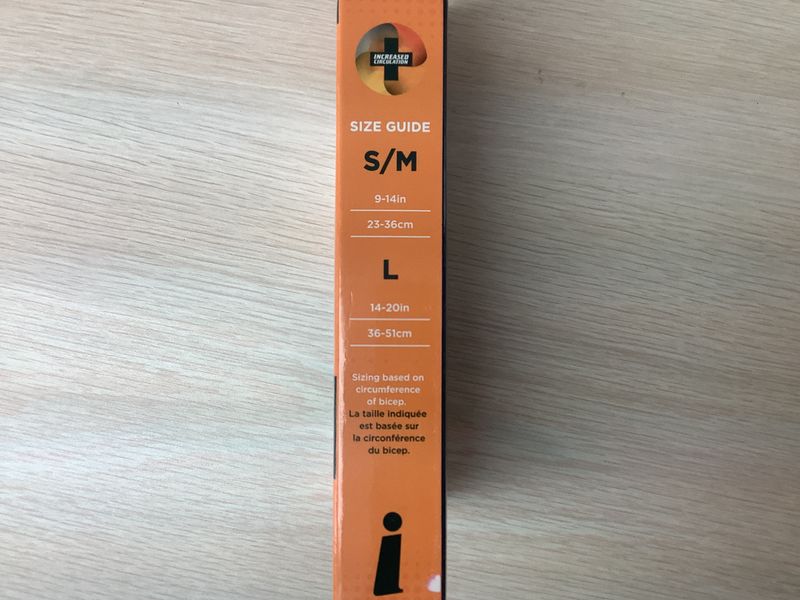 INCREASED
CIRCULATION
SIZE GUIDE
S/M
9-14in
23-36cm
L
14-20in
36-51cm
Sizing based on
circumference
of bicep.
La taille indiquée
est basée sur
la circonférence
du bicep.
i